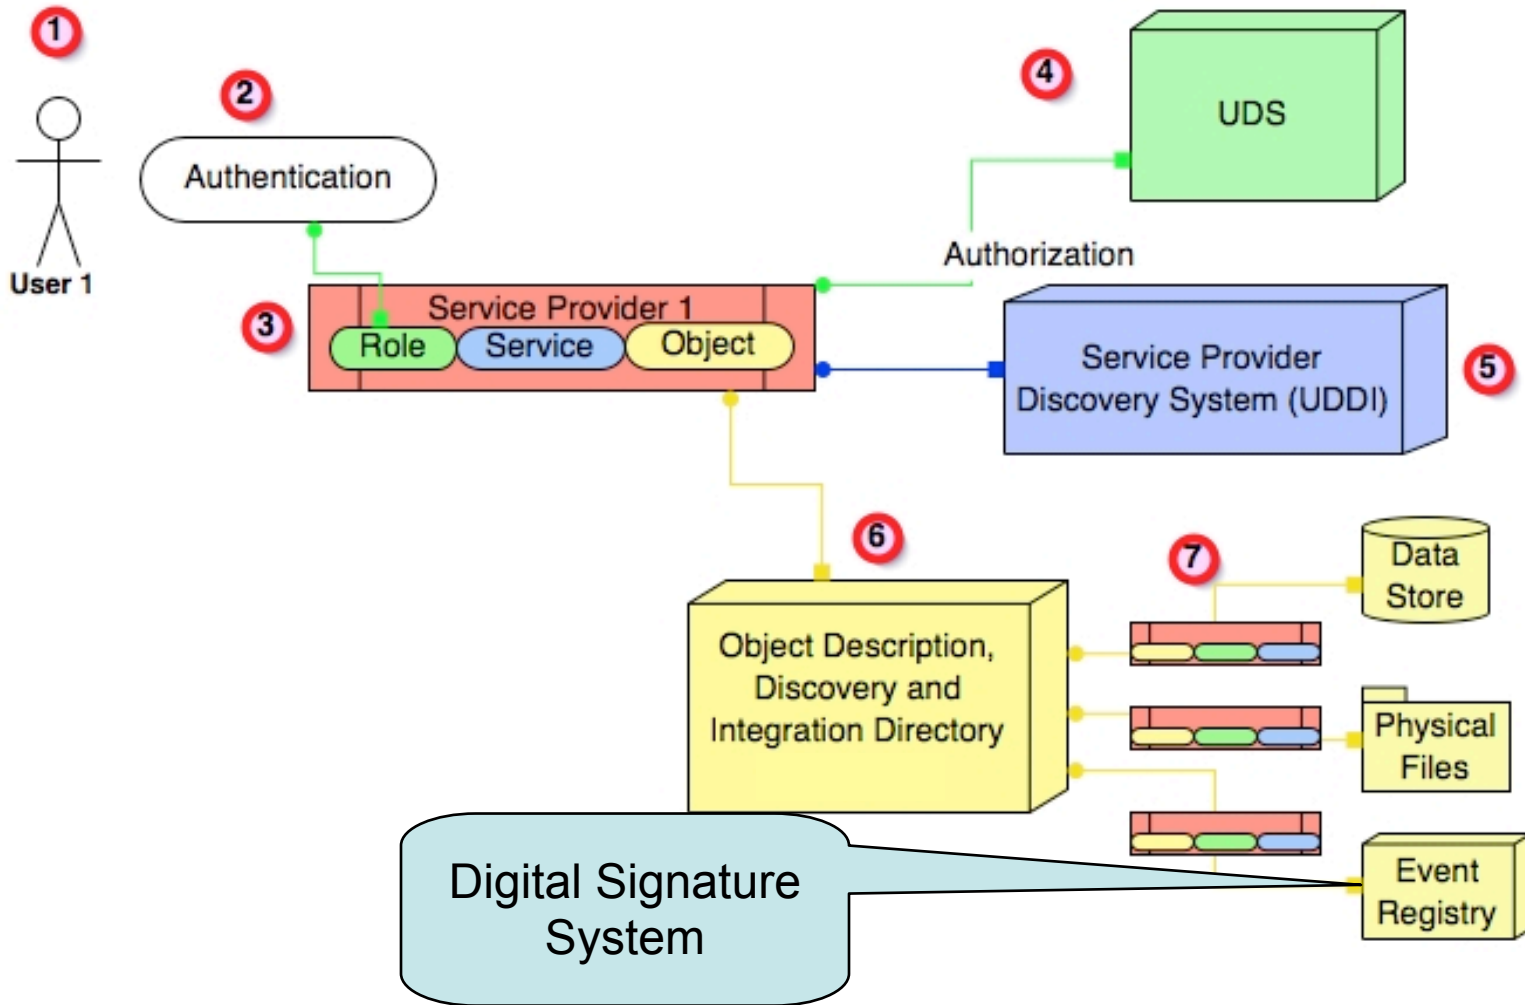 1
User 1
2
Authentication
3
Service Provider 1
Role
Service
Object
4
UDS
Authorization
Service Provider
Discovery System (UDDI)
5
6
Object Description,
Discovery and
Integration Directory
7
Data
Store
Physical
Files
Event
Registry
Digital Signature
System